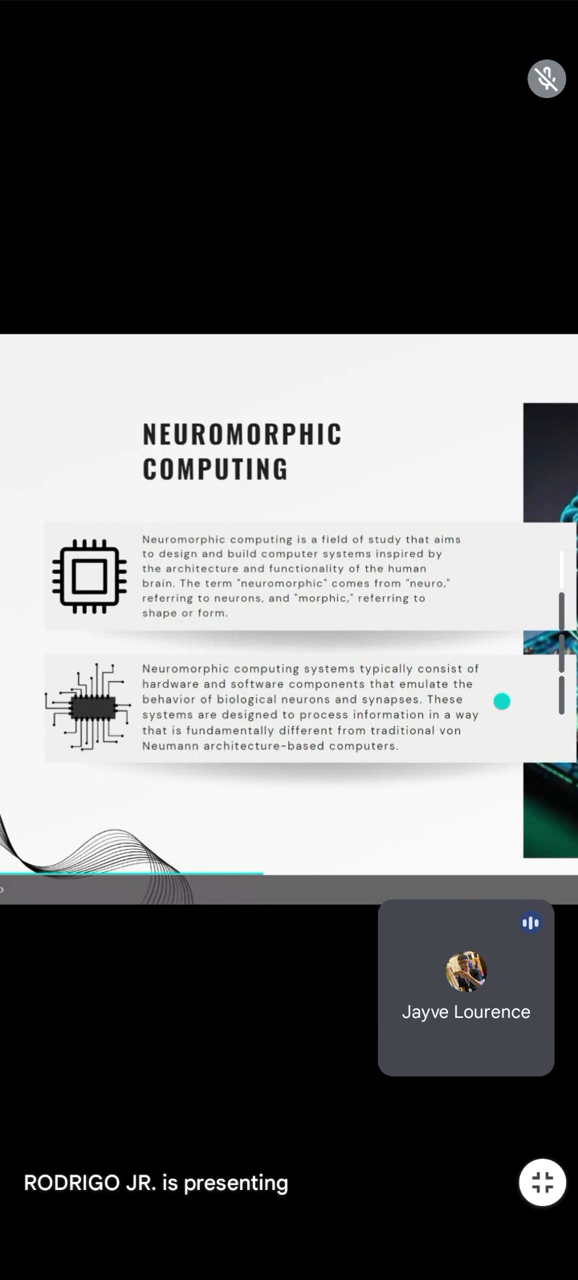 NEUROMORPHIC
COMPUTING
Neuromorphic computing is a field of study that aims
to design and build computer systems inspired by
the architecture and functionality of the human
brain. The term "neuromorphic" comes from "neuro,"
referring to neurons, and "morphic," referring to
shape or form.
Neuromorphic computing systems typically consist of
hardware and software components that emulate the
behavior of biological neurons and synapses. These
systems are designed to process information in a way
that is fundamentally different from traditional von
Neumann architecture-based computers.
Jayve Lourence
RODRIGO JR. is presenting